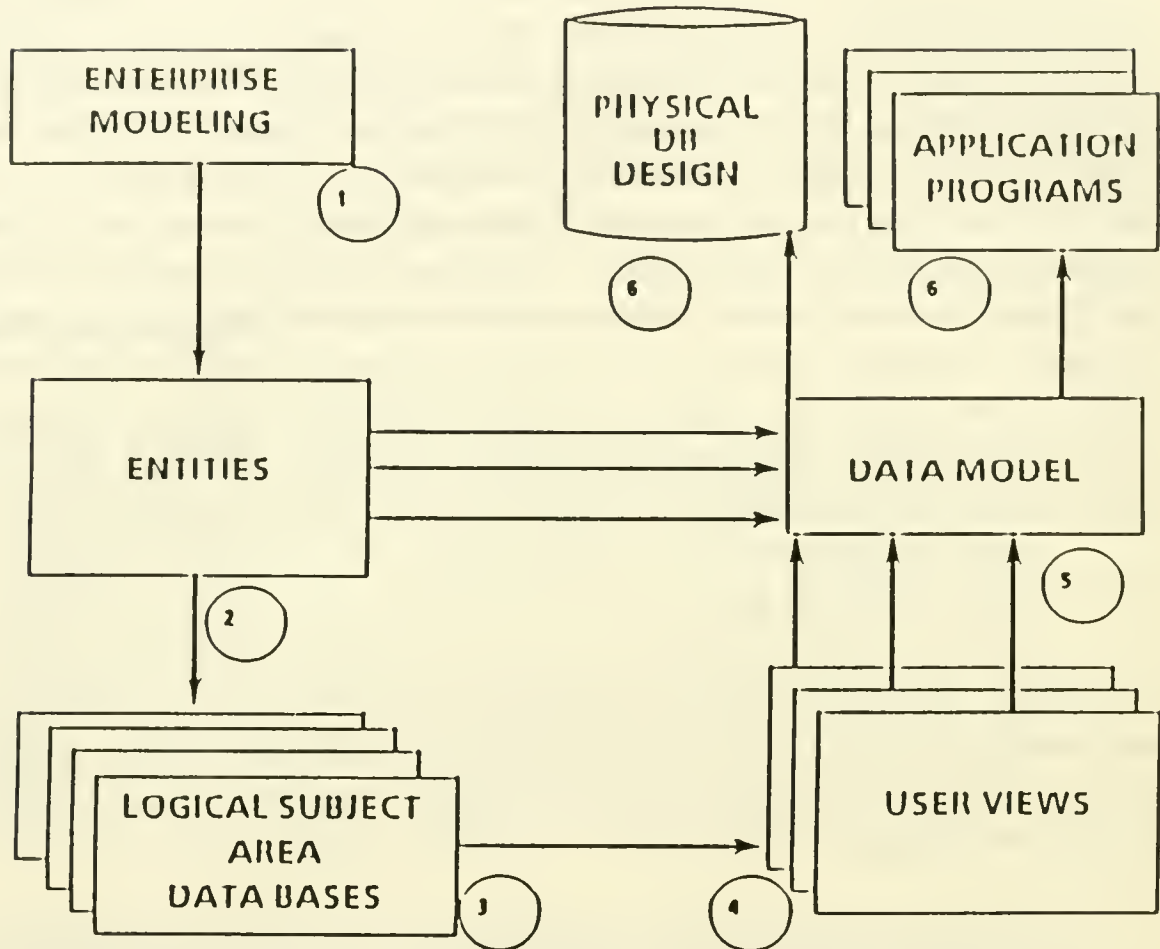 ENTERPRISE
MODELING
1
PHYSICAL
DB
DESIGN
6
APPLICATION
PROGRAMS
6
ENTITIES
2
DATA MODEL
5
LOGICAL SUBJECT
AREA
DATA BASES
3
USER VIEWS
4